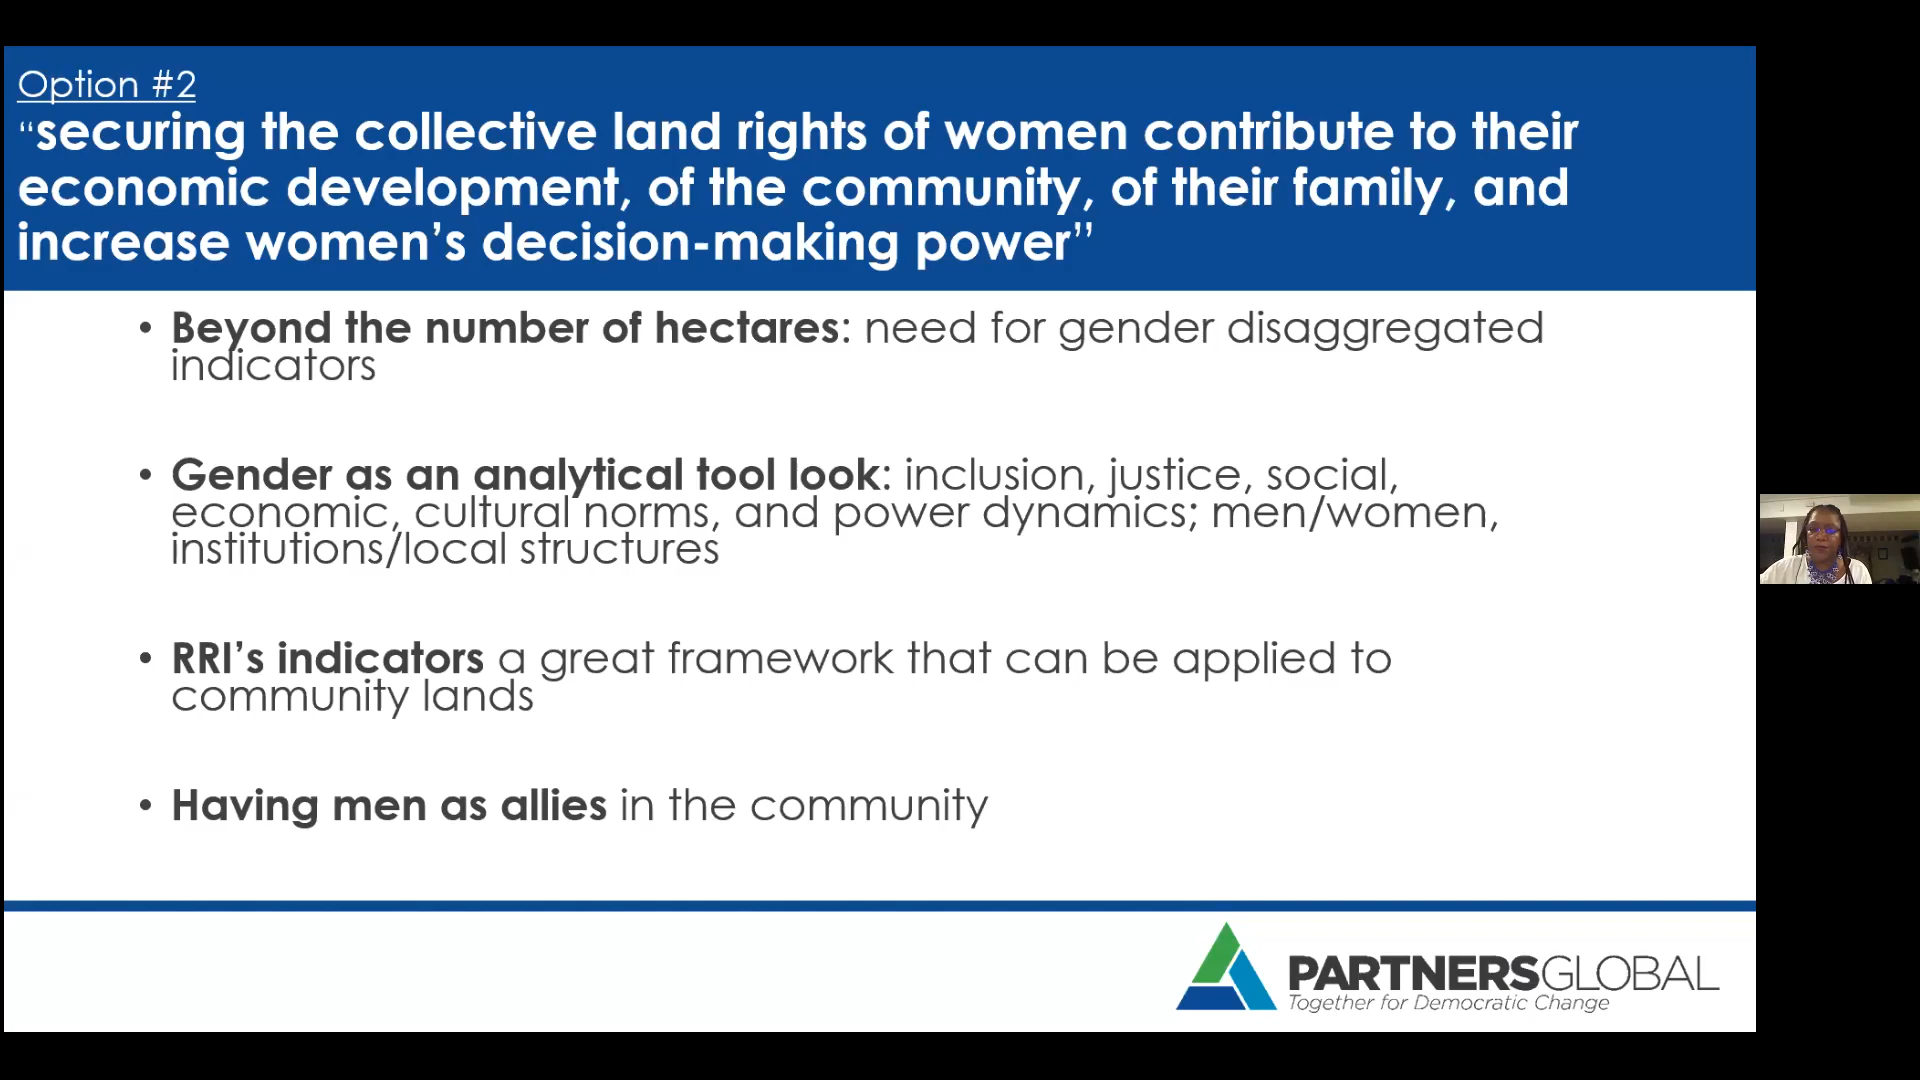 Option #2
“securing the collective land rights of women contribute to their
economic development, of the community, of their family, and
increase women’s decision-making power”
• Beyond the number of hectares: need for gender disaggregated
indicators
• Gender as an analytical tool look: inclusion, justice, social,
economic, cultural norms, and power dynamics; men/women,
institutions/local structures
• RRI’s indicators a great framework that can be applied to
community lands
• Having men as allies in the community
PARTNERSGLOBAL
Together for Democratic Change